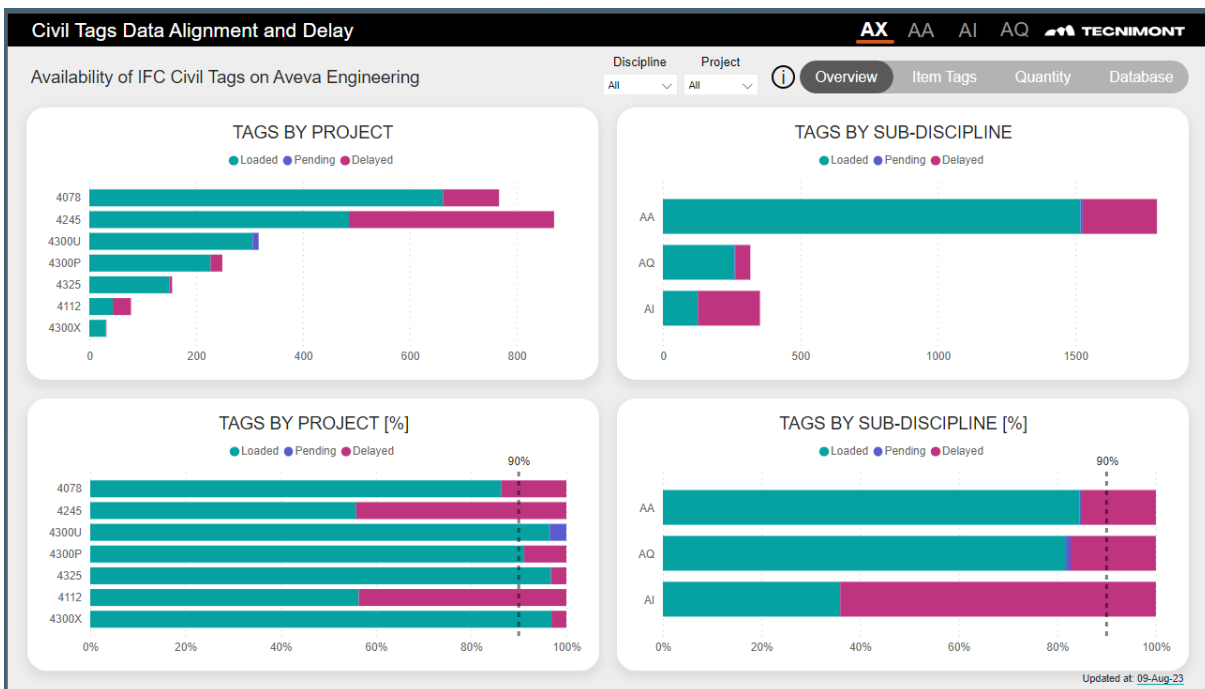 Civil Tags Data Alignment and Delay
AX AA AI AQ TECNIMONT
Availability of IFC Civil Tags on Aveva Engineering
Discipline Project
All All
i
Overview Item Tags Quantity Database
TAGS BY PROJECT
Loaded Pending Delayed
4078
4245
4300U
4300P
4325
4112
4300X
0 200 400 600 800
TAGS BY SUB-DISCIPLINE
Loaded Pending Delayed
AA
AQ
AI
0 500 1000 1500
TAGS BY PROJECT [%]
Loaded Pending Delayed
90%
4078
4245
4300U
4300P
4325
4112
4300X
0% 20% 40% 60% 80% 100%
TAGS BY SUB-DISCIPLINE [%]
Loaded Pending Delayed
90%
AA
AQ
AI
0% 20% 40% 60% 80% 100%
Updated at: 09-Aug-23